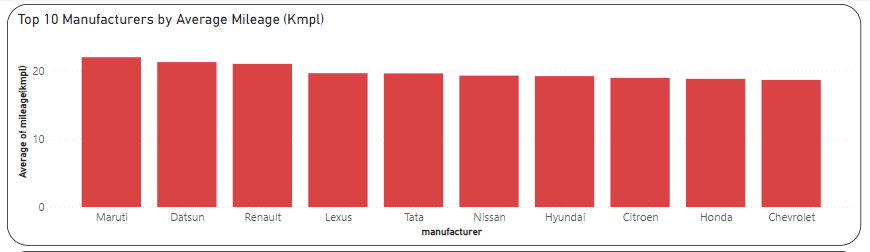 Top 10 Manufacturers by Average Mileage (Kmpl)
Average of mileage(kmpl)
20
10
0
Maruti Datsun Renault Lexus Tata Nissan Hyundai Citroen Honda Chevrolet
manufacturer